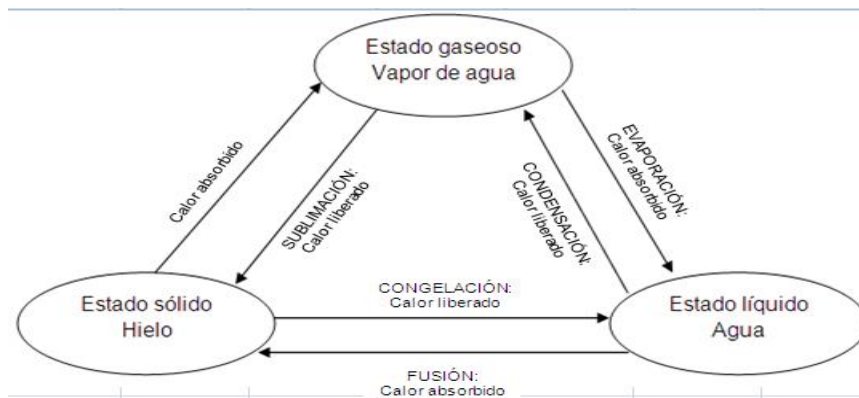 Estado gaseoso
Vapor de agua
Calor absorbido
SUBLIMACIÓN:
Calor liberado
CONDENSACIÓN:
Calor liberado
EVAPORACIÓN:
Calor absorbido
Estado sólido
Hielo
CONGELACIÓN:
Calor liberado
Estado líquido
Agua
FUSIÓN:
Calor absorbido